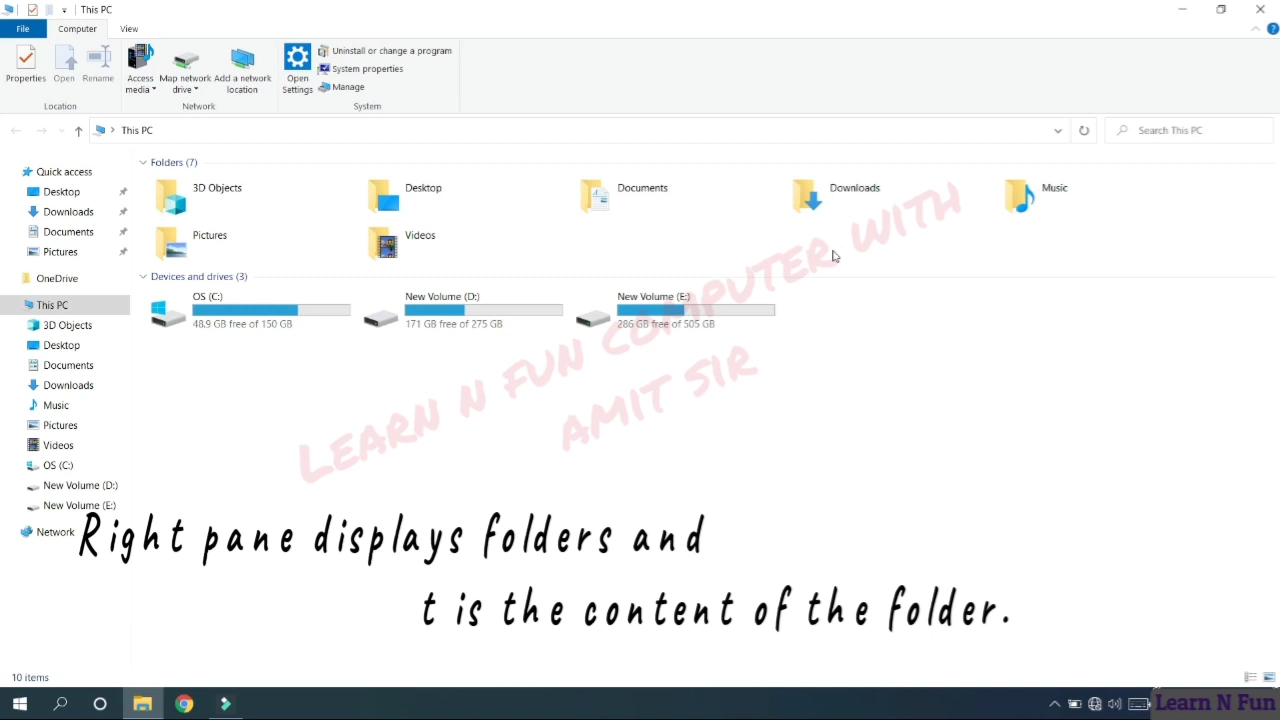 This PC
File
Computer
View
Properties
Open
Rename
Access media
Map network drive
Add a network location
Open Settings
Uninstall or change a program
System properties
Manage
Location
Network
System
This PC
Search This PC
Quick access
Desktop
Downloads
Documents
Pictures
OneDrive
This PC
3D Objects
Desktop
Documents
Downloads
Music
Pictures
Videos
OS (C:)
New Volume (D:)
New Volume (E:)
Network
Folders (7)
3D Objects
Desktop
Documents
Downloads
Music
Pictures
Videos
Devices and drives (3)
OS (C:)
48.9 GB free of 150 GB
New Volume (D:)
171 GB free of 275 GB
New Volume (E:)
286 GB free of 505 GB
LEARN N FUN COMPUTER WITH
AMIT SIR
Right pane displays folders and
t is the content of the folder.
10 items
Learn N Fun